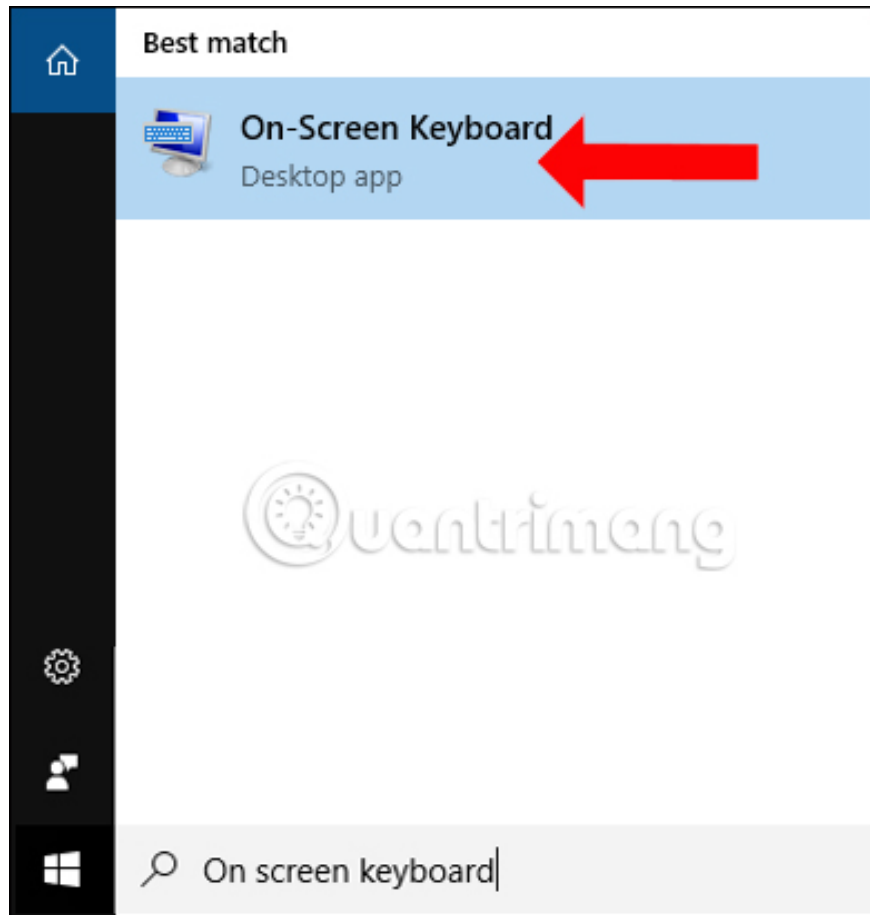 Best match
On-Screen Keyboard
Desktop app
Quantrimang
On screen keyboard